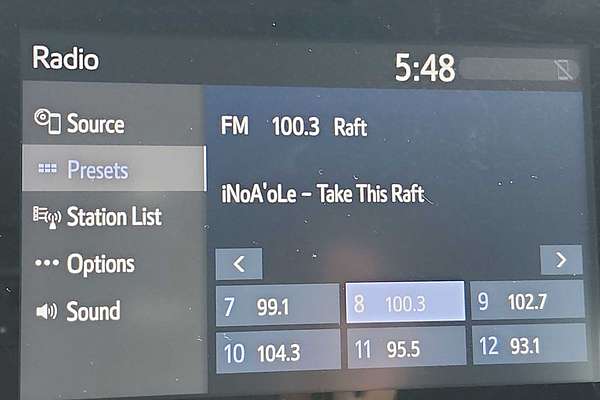 Radio
5:48
Source
Presets
Station List
Options
Sound
FM 100.3 Raft
iNoA'oLe – Take This Raft
< >
7 99.1
8 100.3
9 102.7
10 104.3
11 95.5
12 93.1